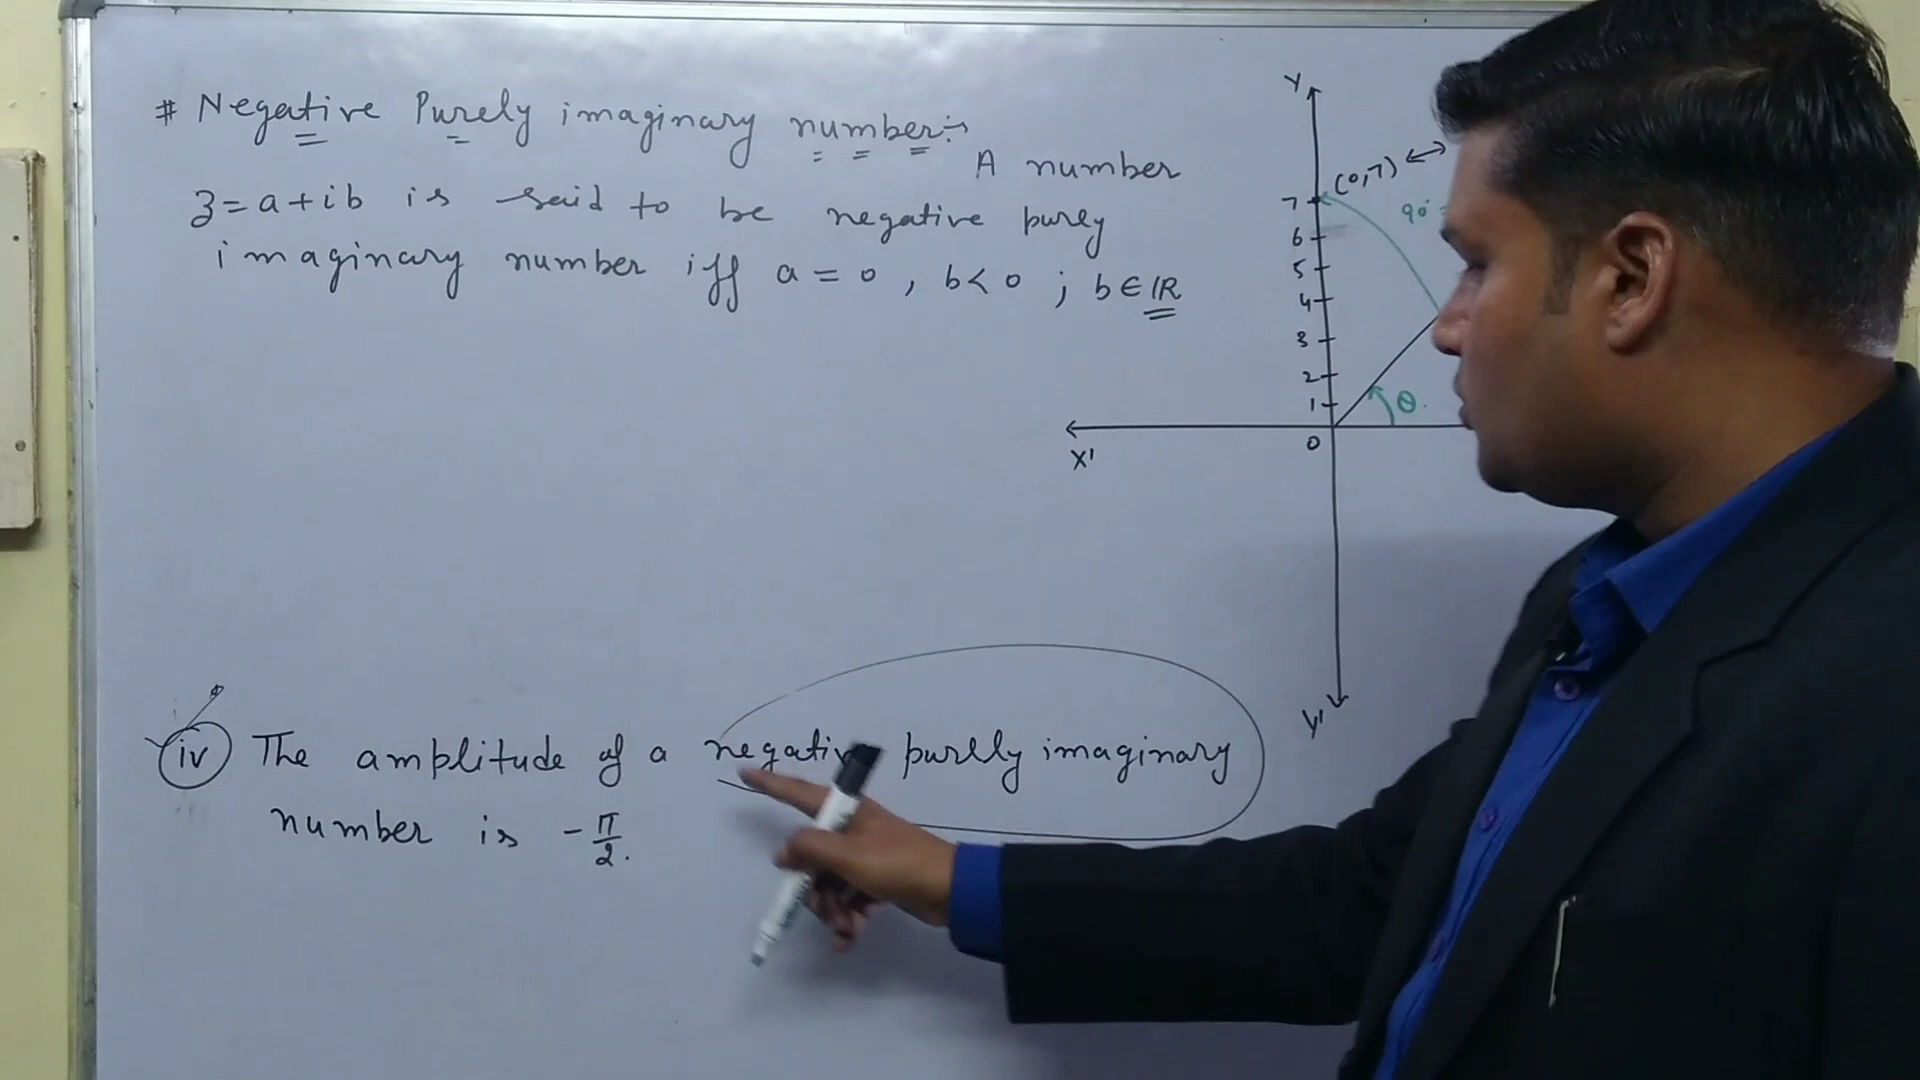 # Negative Purely imaginary number:→
A number
z = a + ib is said to be negative purely
imaginary number iff a = 0 , b < 0 ; b ∈ IR
Y
(0,7) ↔
7
90°
6
5
4
3
2
1
θ
0
X'
Y'
iv The amplitude of a negative purely imaginary
number is -π/2.